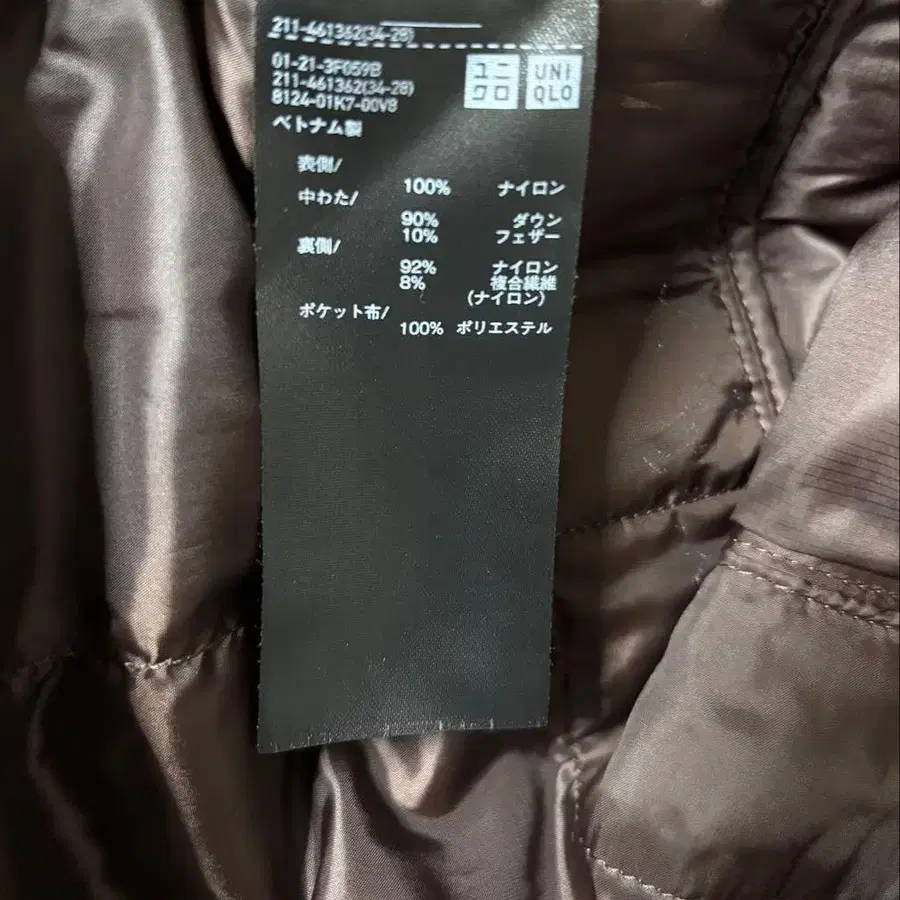 211-461362(34-28)
01-21-3F059B
211-461362(34-28)
8124-01K7-00V8
ユニ
クロ
UNI
QLO
ベトナム製
表側/
100% ナイロン
中わた/
90% ダウン
10% フェザー
裏側/
92% ナイロン
8% 複合繊維
(ナイロン)
ポケット布/
100% ポリエステル